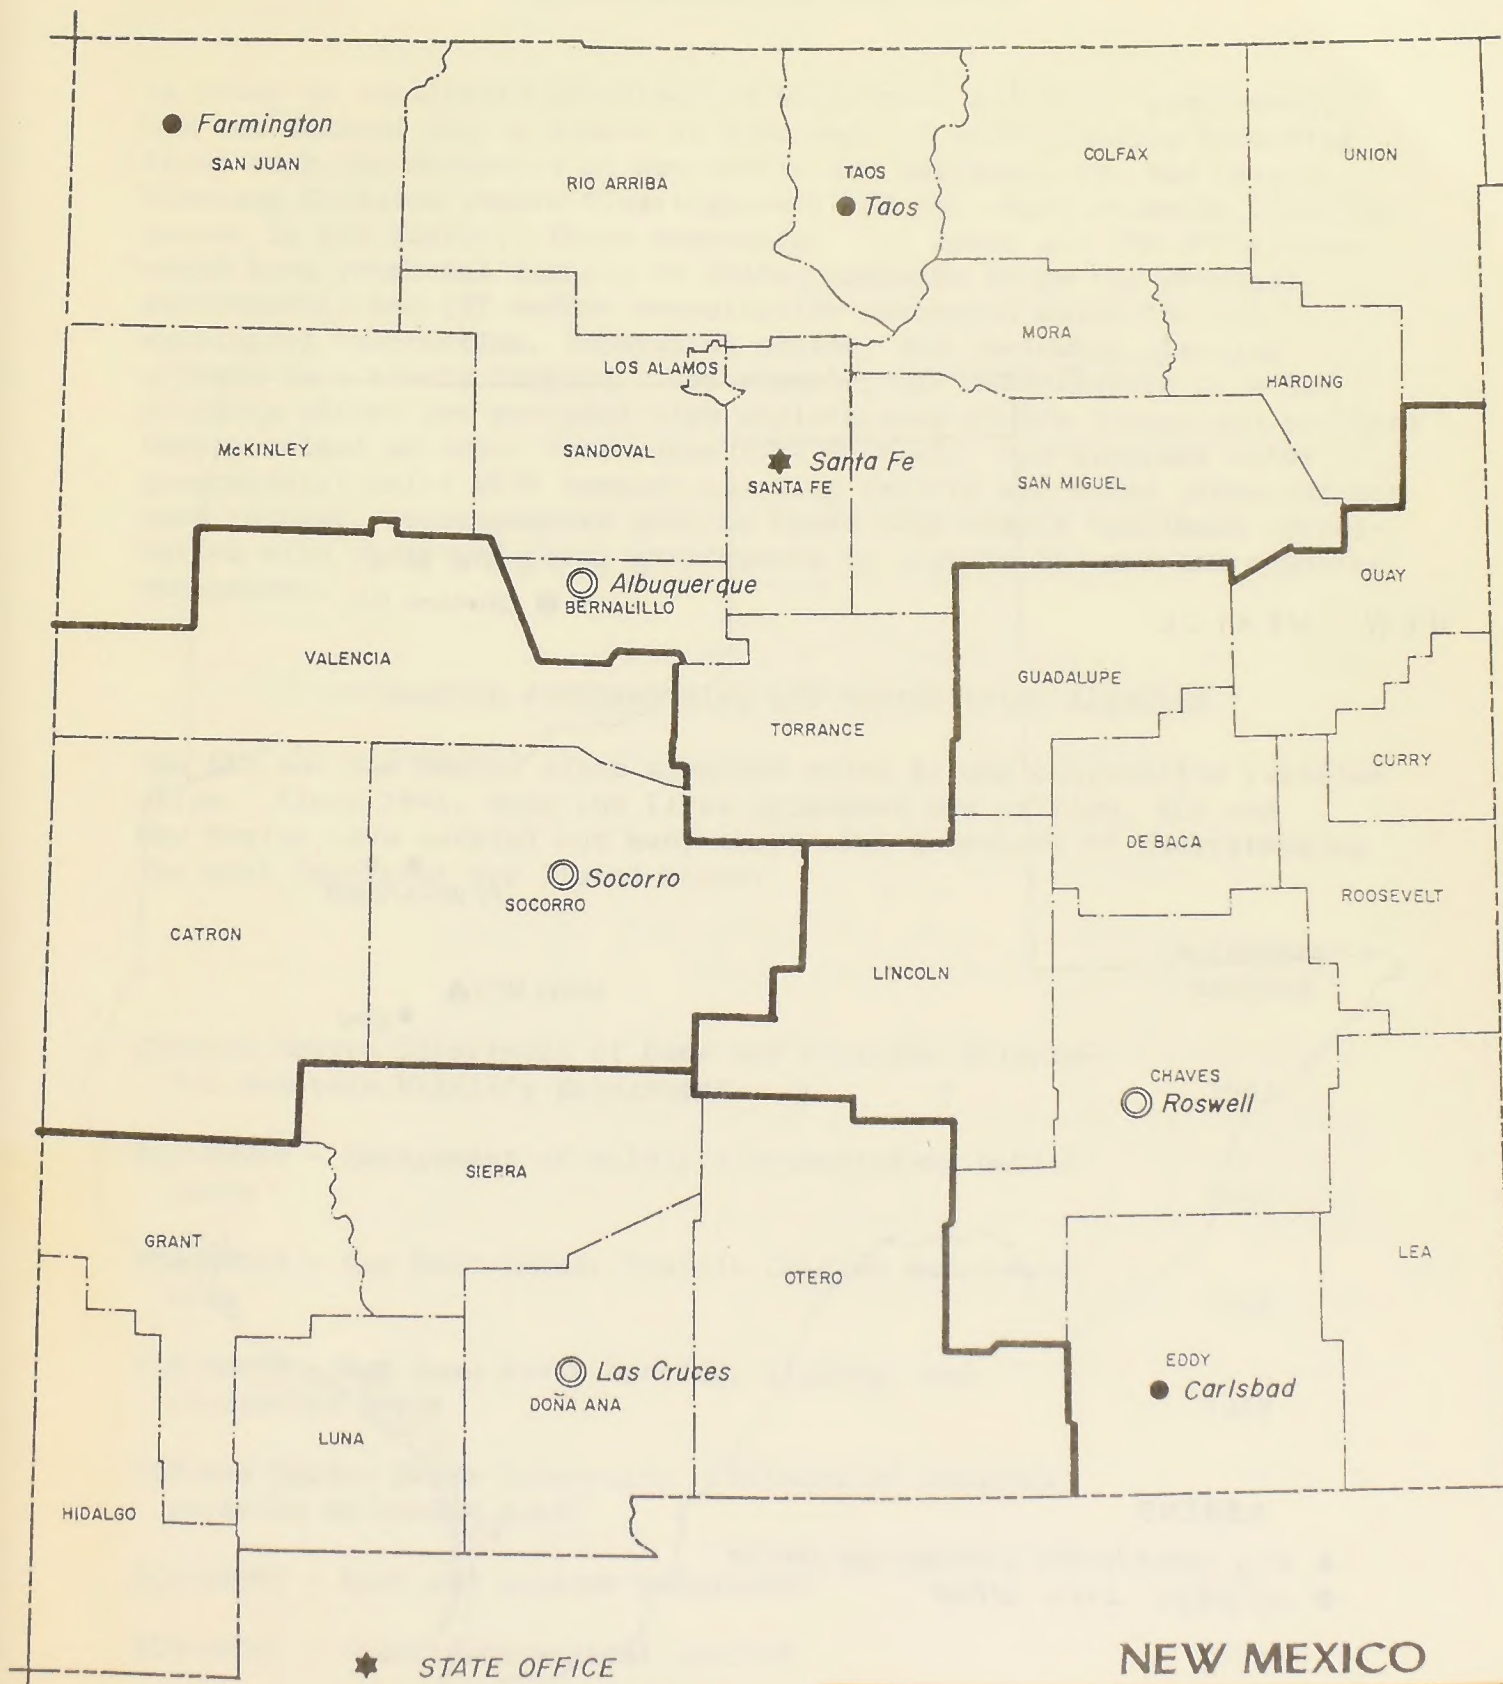 Farmington
SAN JUAN
RIO ARRIBA
TAOS
Taos
COLFAX
UNION
MORA
LOS ALAMOS
HARDING
McKINLEY
SANDOVAL
Santa Fe
SANTA FE
SAN MIGUEL
Albuquerque
BERNALILLO
QUAY
VALENCIA
GUADALUPE
TORRANCE
CURRY
DE BACA
Socorro
SOCORRO
ROOSEVELT
CATRON
LINCOLN
CHAVES
Roswell
SIERRA
GRANT
OTERO
LEA
Las Cruces
DOÑA ANA
EDDY
Carlsbad
LUNA
HIDALGO
STATE OFFICE
NEW MEXICO